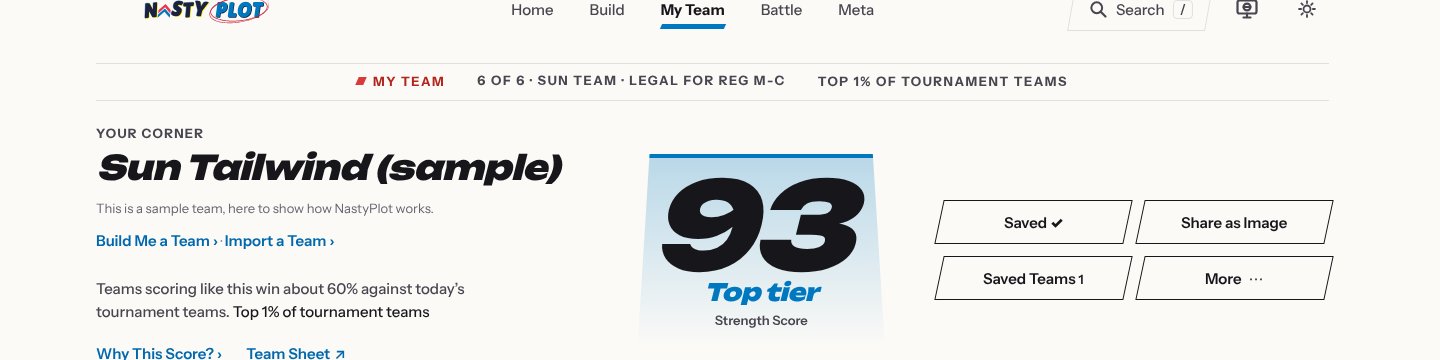 NASTY PLOT
Home Build My Team Battle Meta Search /
MY TEAM 6 OF 6 · SUN TEAM · LEGAL FOR REG M-C TOP 1% OF TOURNAMENT TEAMS
YOUR CORNER
Sun Tailwind (sample)
This is a sample team, here to show how NastyPlot works.
Build Me a Team › · Import a Team ›
Teams scoring like this win about 60% against today’s
tournament teams. Top 1% of tournament teams
Why This Score? › Team Sheet ↗
93
Top tier
Strength Score
Saved ✔ Share as Image
Saved Teams 1 More ···